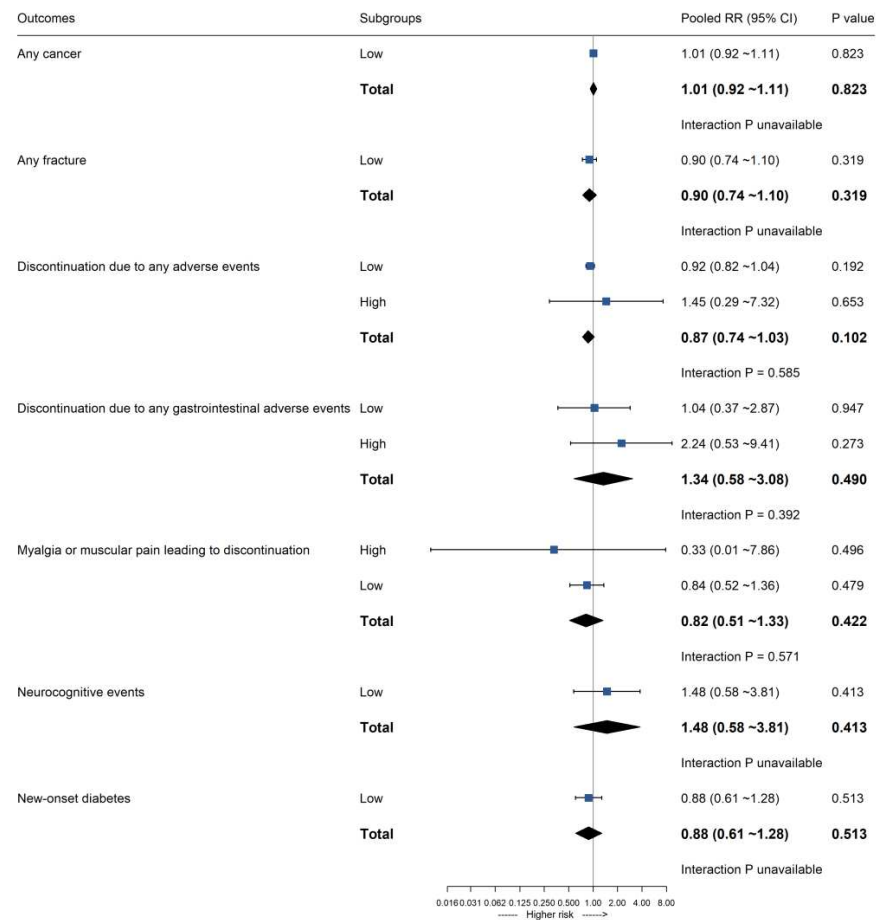 Outcomes Subgroups Pooled RR (95% CI) P value
Any cancer Low 1.01 (0.92 ~1.11) 0.823
Total 1.01 (0.92 ~1.11) 0.823
Interaction P unavailable
Any fracture Low 0.90 (0.74 ~1.10) 0.319
Total 0.90 (0.74 ~1.10) 0.319
Interaction P unavailable
Discontinuation due to any adverse events Low 0.92 (0.82 ~1.04) 0.192
High 1.45 (0.29 ~7.32) 0.653
Total 0.87 (0.74 ~1.03) 0.102
Interaction P = 0.585
Discontinuation due to any gastrointestinal adverse events Low 1.04 (0.37 ~2.87) 0.947
High 2.24 (0.53 ~9.41) 0.273
Total 1.34 (0.58 ~3.08) 0.490
Interaction P = 0.392
Myalgia or muscular pain leading to discontinuation High 0.33 (0.01 ~7.86) 0.496
Low 0.84 (0.52 ~1.36) 0.479
Total 0.82 (0.51 ~1.33) 0.422
Interaction P = 0.571
Neurocognitive events Low 1.48 (0.58 ~3.81) 0.413
Total 1.48 (0.58 ~3.81) 0.413
Interaction P unavailable
New-onset diabetes Low 0.88 (0.61 ~1.28) 0.513
Total 0.88 (0.61 ~1.28) 0.513
Interaction P unavailable
0.016 0.031 0.062 0.125 0.250 0.500 1.00 2.00 4.00 8.00
------ Higher risk ------>